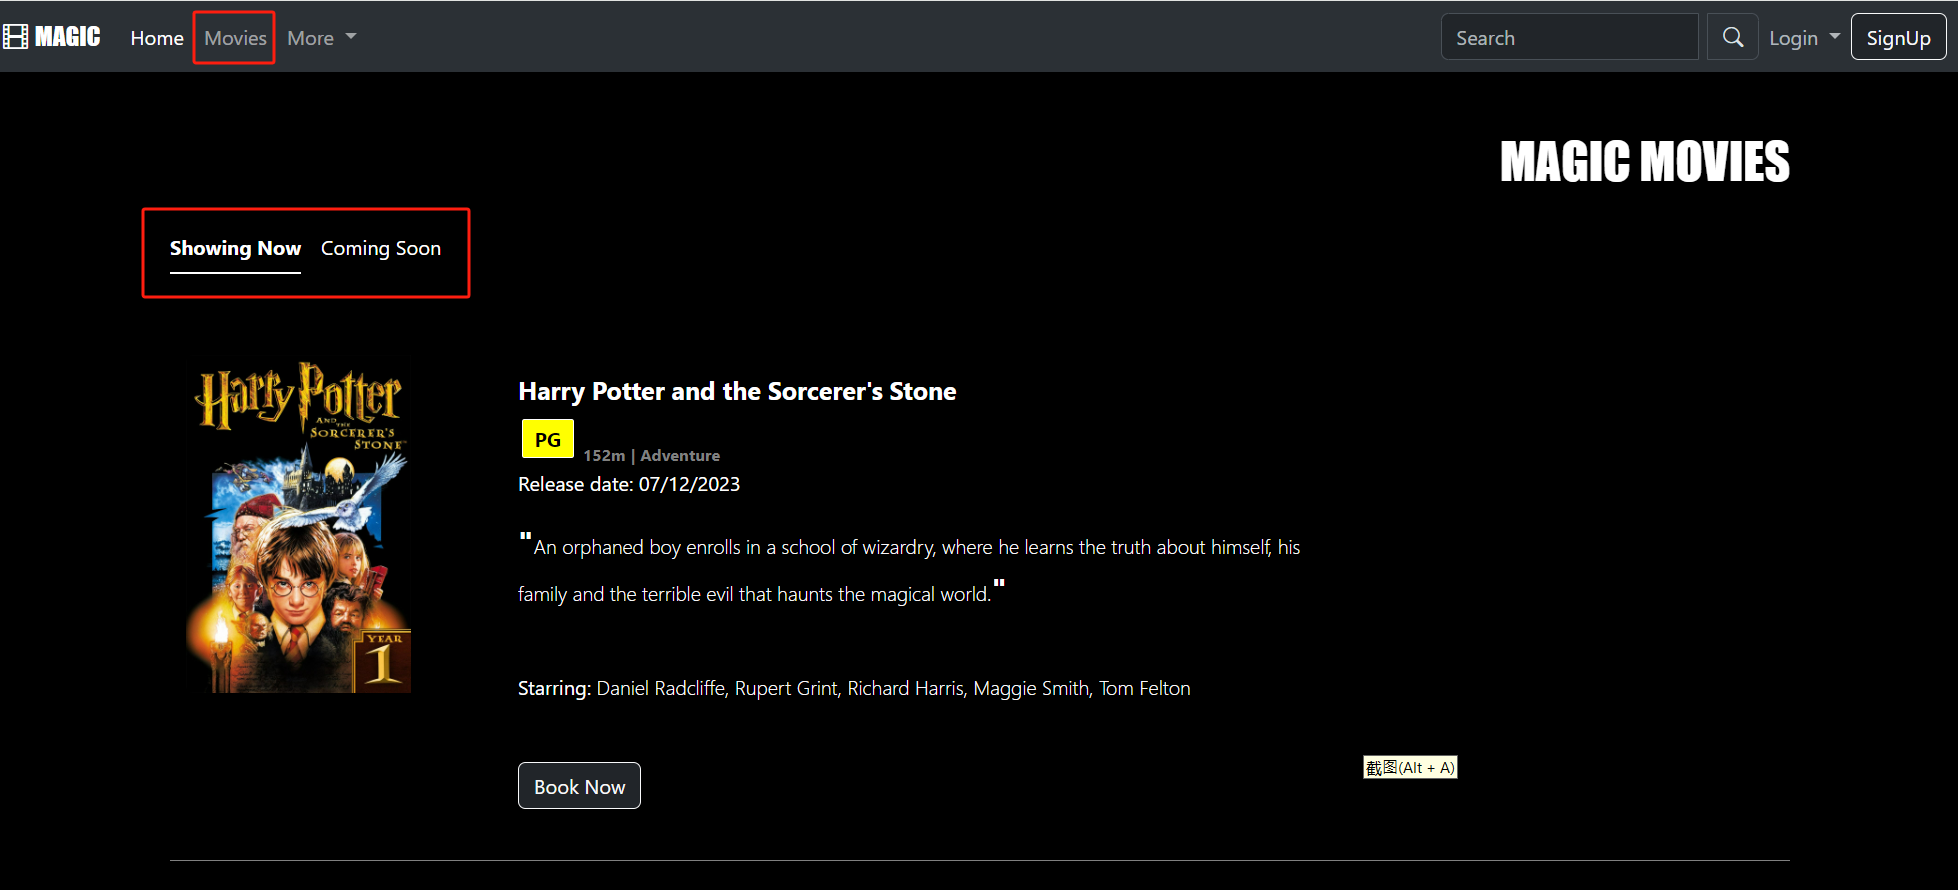 MAGIC Home Movies More Search Login SignUp
MAGIC MOVIES
Showing Now Coming Soon
Harry Potter
AND THE
SORCERER'S
STONE
YEAR
1
Harry Potter and the Sorcerer's Stone
PG 152m | Adventure
Release date: 07/12/2023
"An orphaned boy enrolls in a school of wizardry, where he learns the truth about himself, his
family and the terrible evil that haunts the magical world."
Starring: Daniel Radcliffe, Rupert Grint, Richard Harris, Maggie Smith, Tom Felton
截图(Alt + A)
Book Now